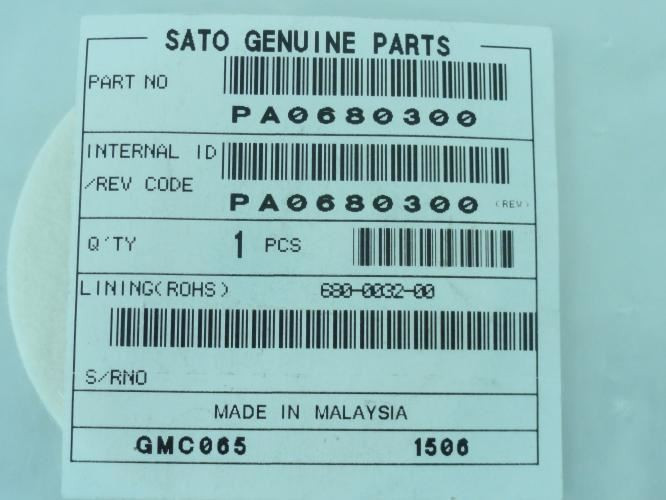 SATO GENUINE PARTS
PART NO
PA0680300
INTERNAL ID
/REV CODE
PA0680300 (REV)
Q'TY 1 PCS
LINING(ROHS) 680-0032-00
S/RNO
MADE IN MALAYSIA
GMC065 1506